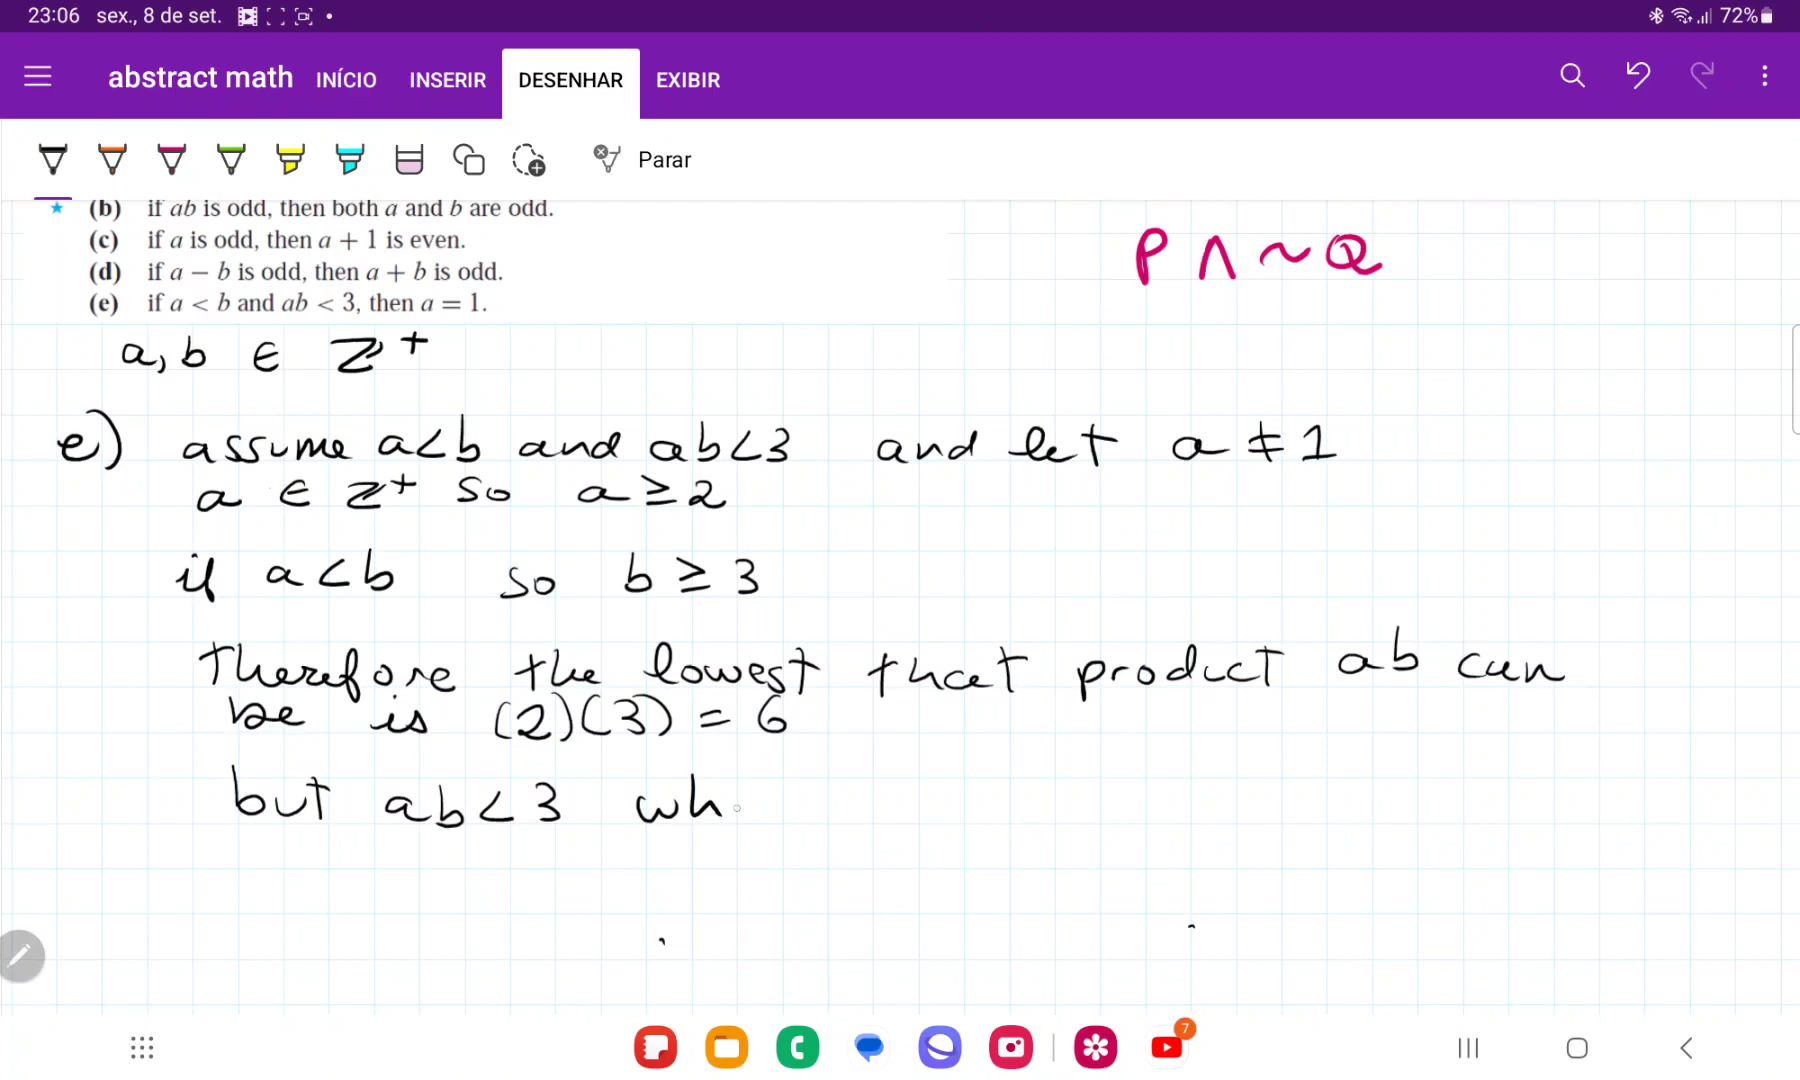 23:06 sex., 8 de set. 72%
abstract math INÍCIO INSERIR DESENHAR EXIBIR
Parar
(b) if ab is odd, then both a and b are odd.
(c) if a is odd, then a + 1 is even.
(d) if a − b is odd, then a + b is odd.
(e) if a < b and ab < 3, then a = 1.
P ∧ ~Q
a, b ∈ Z⁺
e) assume a<b and ab<3 and let a ≠ 1
a ∈ Z⁺ so a ≥ 2
if a < b so b ≥ 3
therefore the lowest that product ab can
be is (2)(3) = 6
but ab < 3 wh
7